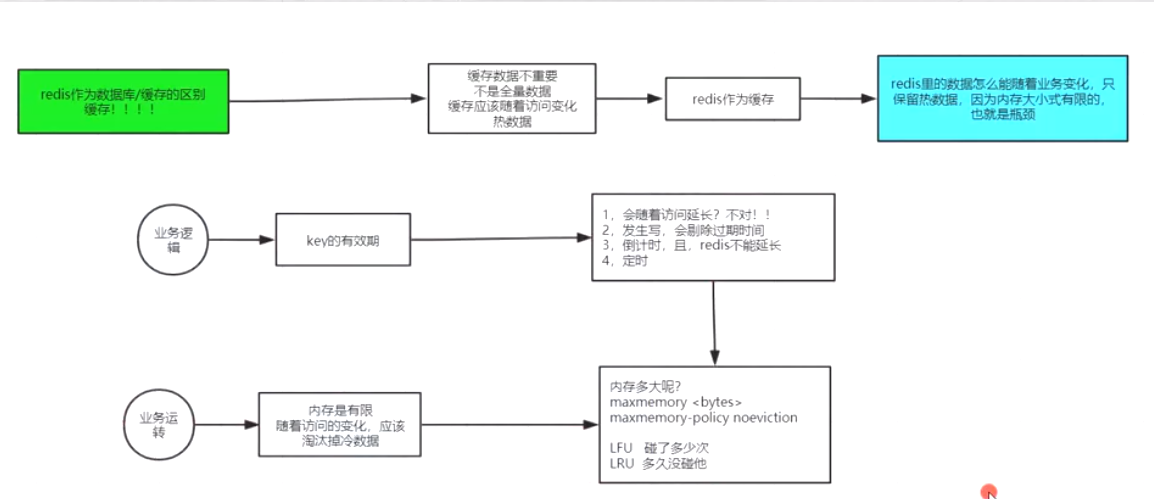 redis作为数据库/缓存的区别
缓存！！！！
缓存数据不重要
不是全量数据
缓存应该随着访问变化
热数据
redis作为缓存
redis里的数据怎么能随着业务变化，只
保留热数据，因为内存大小式有限的，
也就是瓶颈
业务逻
辑
key的有效期
1，会随着访问延长？不对！！
2，发生写，会剔除过期时间
3，倒计时，且，redis不能延长
4，定时
业务运
转
内存是有限
随着访问的变化，应该
淘汰掉冷数据
内存多大呢？
maxmemory <bytes>
maxmemory-policy noeviction
LFU 碰了多少次
LRU 多久没碰他